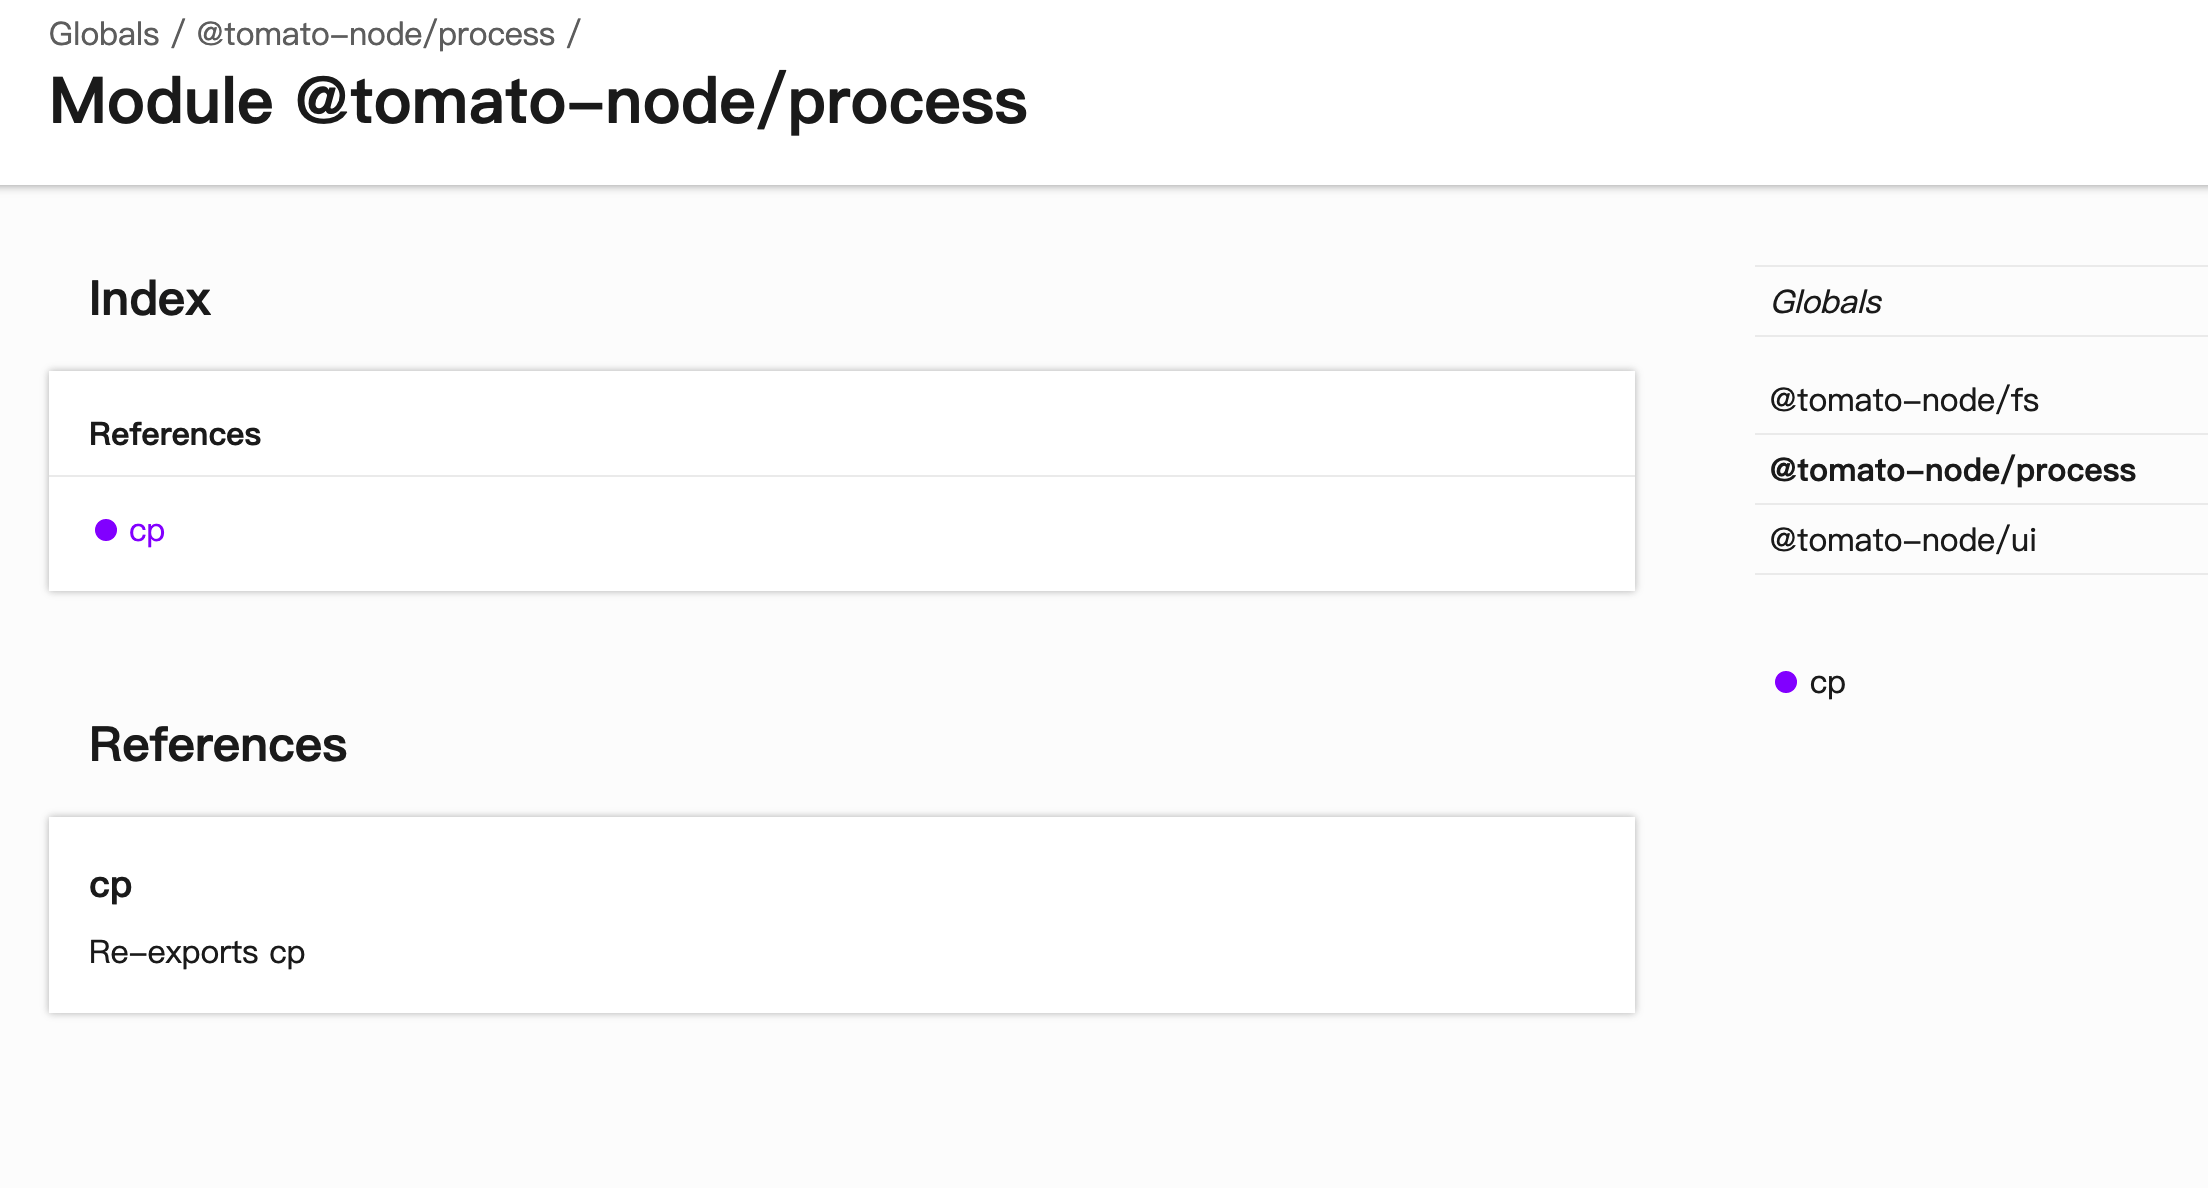 Globals / @tomato-node/process /
Module @tomato-node/process
Index
References
cp
References
cp
Re-exports cp
Globals
@tomato-node/fs
@tomato-node/process
@tomato-node/ui
cp